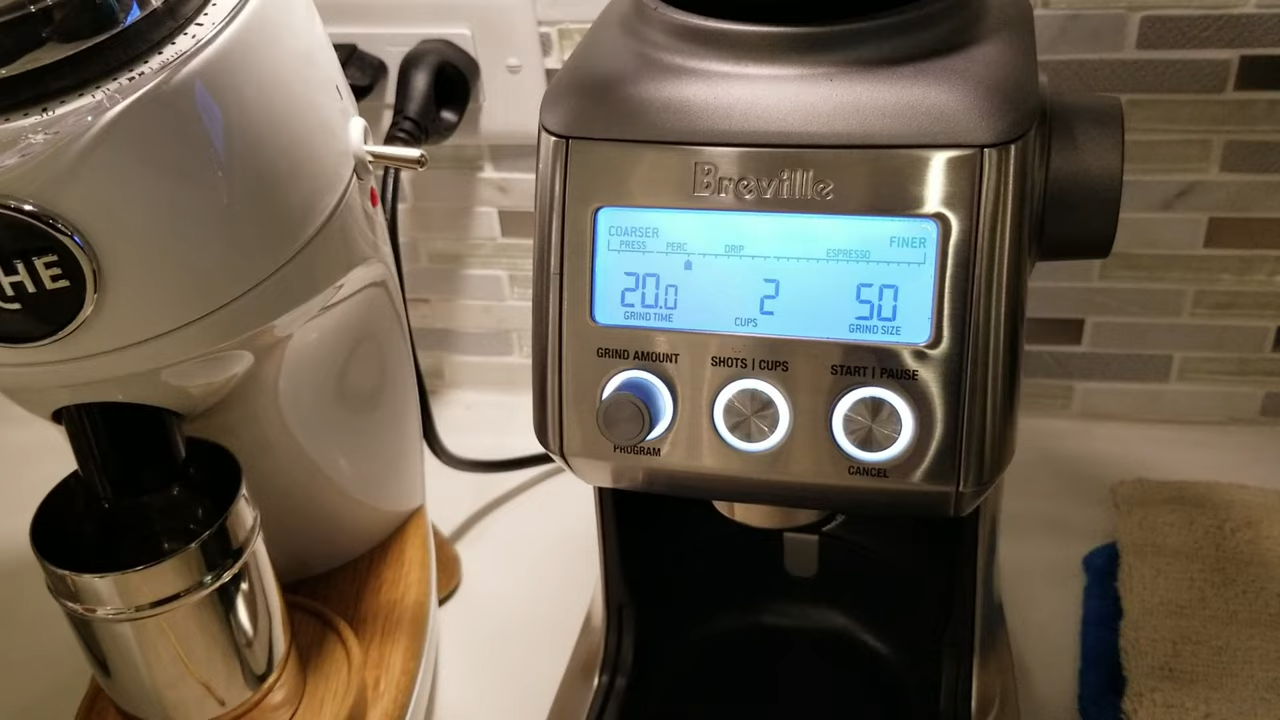 HE
Breville
COARSER
FINER
PRESS PERC DRIP ESPRESSO
20.0 2 50
GRIND TIME CUPS GRIND SIZE
GRIND AMOUNT SHOTS | CUPS START | PAUSE
PROGRAM CANCEL